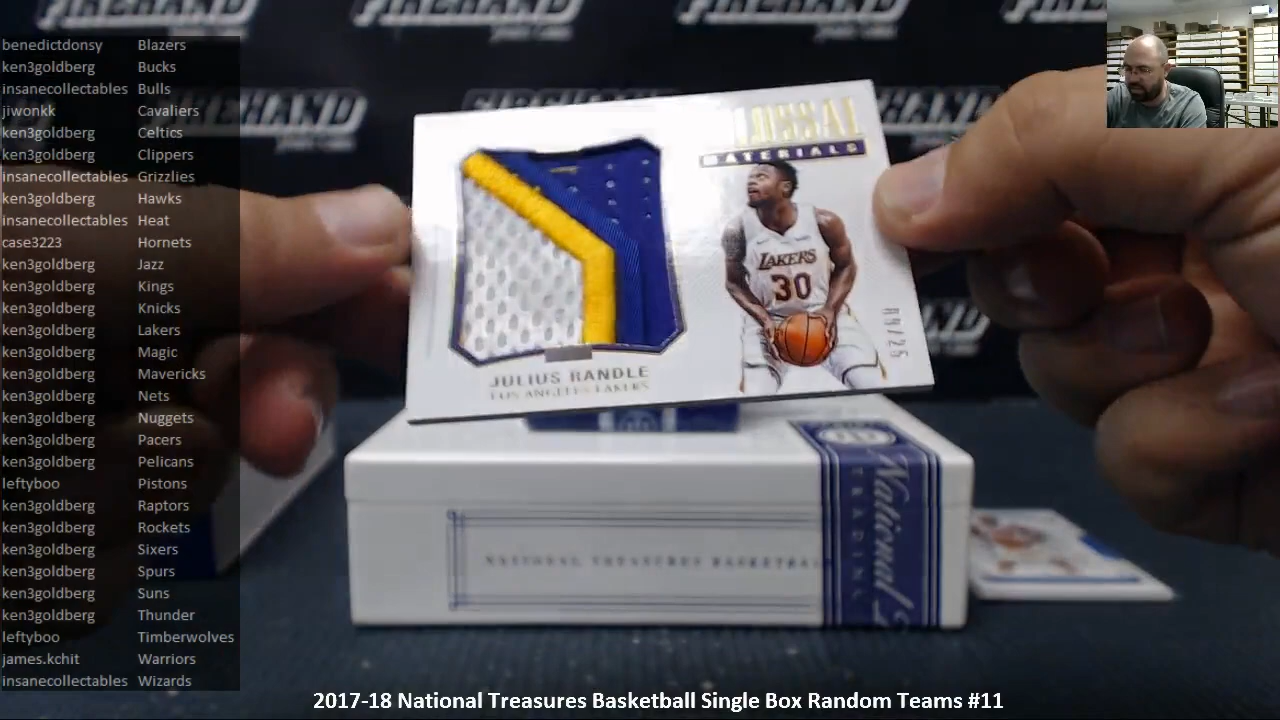 FIREHAND
benedictdonsy Blazers
ken3goldberg Bucks
insanecollectables Bulls
jiwonkk Cavaliers
ken3goldberg Celtics
ken3goldberg Clippers
insanecollectables Grizzlies
ken3goldberg Hawks
insanecollectables Heat
case3223 Hornets
ken3goldberg Jazz
ken3goldberg Kings
ken3goldberg Knicks
ken3goldberg Lakers
ken3goldberg Magic
ken3goldberg Mavericks
ken3goldberg Nets
ken3goldberg Nuggets
ken3goldberg Pacers
ken3goldberg Pelicans
leftyboo Pistons
ken3goldberg Raptors
ken3goldberg Rockets
ken3goldberg Sixers
ken3goldberg Spurs
ken3goldberg Suns
ken3goldberg Thunder
leftyboo Timberwolves
james.kchit Warriors
insanecollectables Wizards
MATERIALS
LAKERS
30
JULIUS RANDLE
LOS ANGELES LAKERS
NATIONAL TREASURES BASKETBALL
National
2017-18 National Treasures Basketball Single Box Random Teams #11